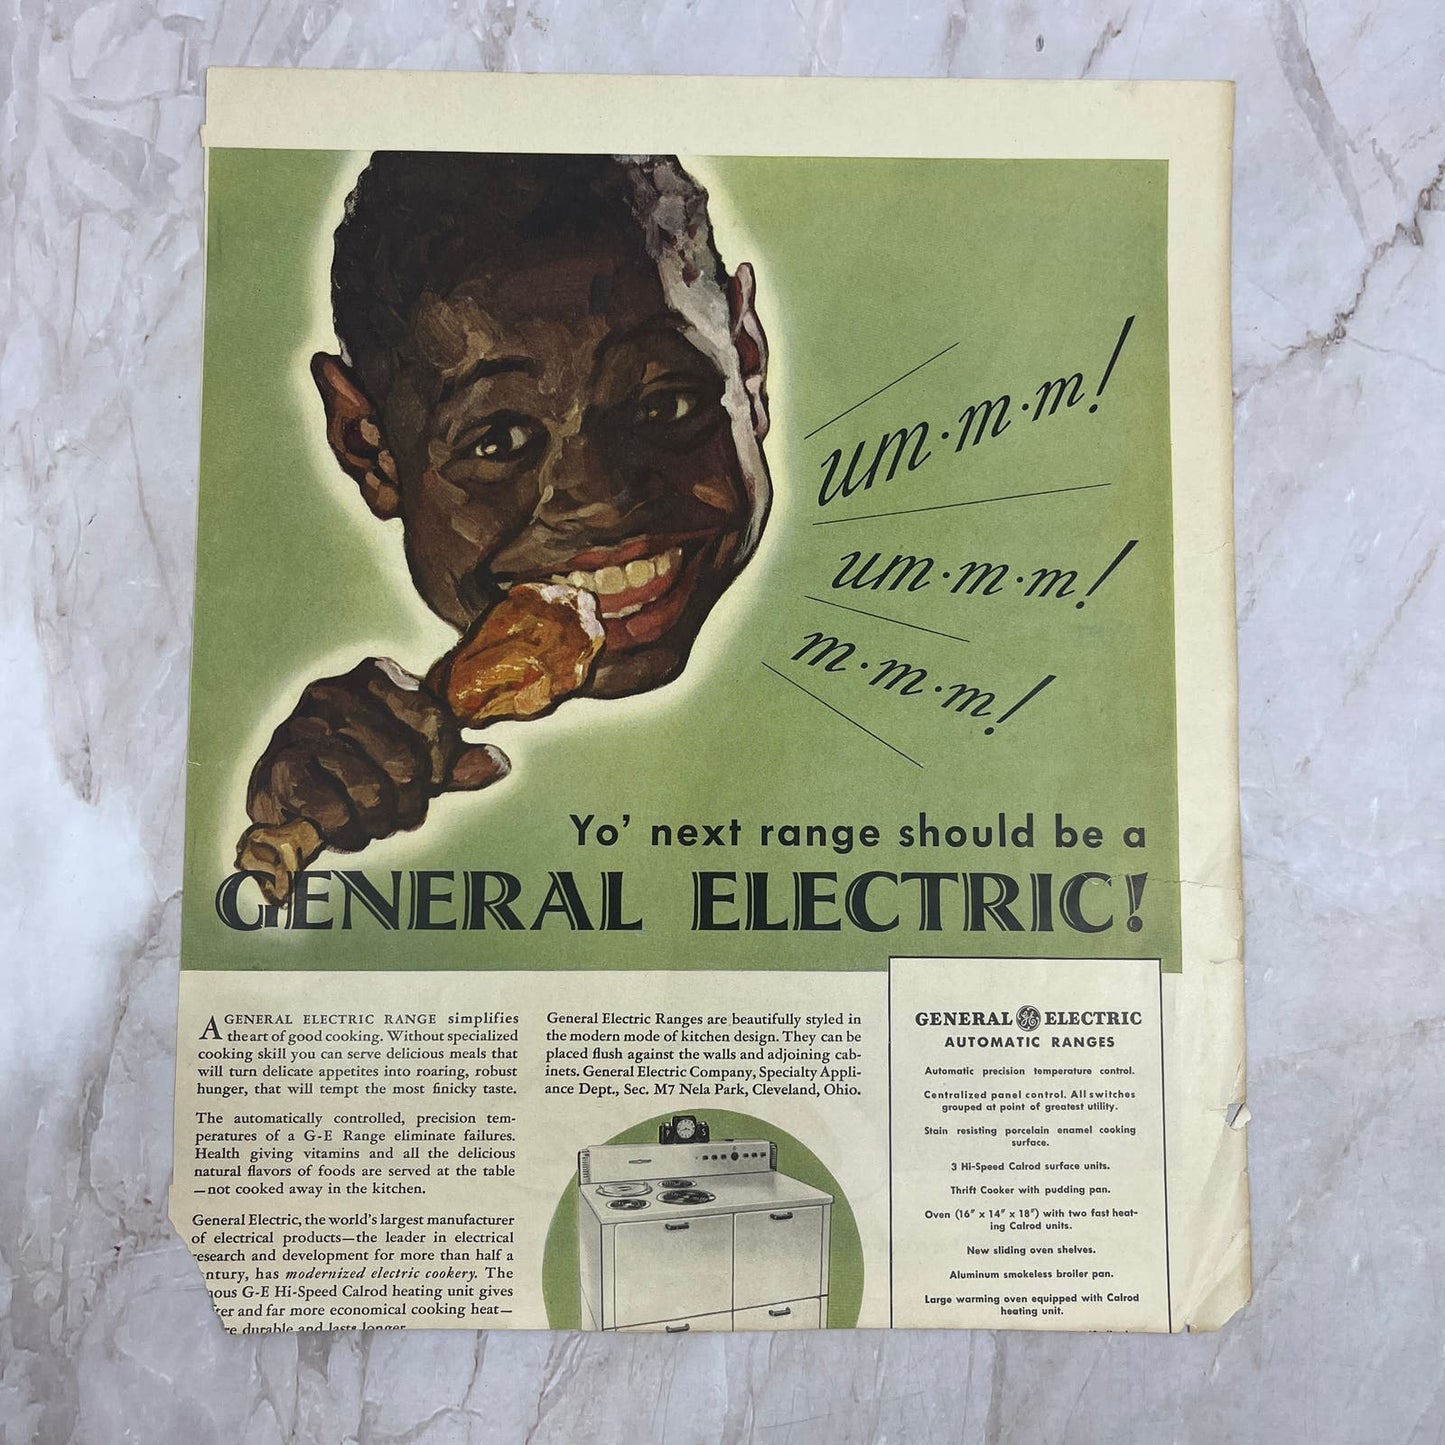 um·m·m!
um·m·m!
m·m·m!
Yo' next range should be a
GENERAL ELECTRIC!
A GENERAL ELECTRIC RANGE simplifies
the art of good cooking. Without specialized
cooking skill you can serve delicious meals that
will turn delicate appetites into roaring, robust
hunger, that will tempt the most finicky taste.
The automatically controlled, precision tem-
peratures of a G-E Range eliminate failures.
Health giving vitamins and all the delicious
natural flavors of foods are served at the table
—not cooked away in the kitchen.
General Electric, the world's largest manufacturer
of electrical products—the leader in electrical
research and development for more than half a
ntury, has modernized electric cookery. The
nous G-E Hi-Speed Calrod heating unit gives
ter and far more economical cooking heat—
re durable and lasts longer
General Electric Ranges are beautifully styled in
the modern mode of kitchen design. They can be
placed flush against the walls and adjoining cab-
inets. General Electric Company, Specialty Appli-
ance Dept., Sec. M7 Nela Park, Cleveland, Ohio.
GENERAL GE ELECTRIC
AUTOMATIC RANGES
Automatic precision temperature control.
Centralized panel control. All switches
grouped at point of greatest utility.
Stain resisting porcelain enamel cooking
surface.
3 Hi-Speed Calrod surface units.
Thrift Cooker with pudding pan.
Oven (16" x 14" x 18") with two fast heat-
ing Calrod units.
New sliding oven shelves.
Aluminum smokeless broiler pan.
Large warming oven equipped with Calrod
heating unit.